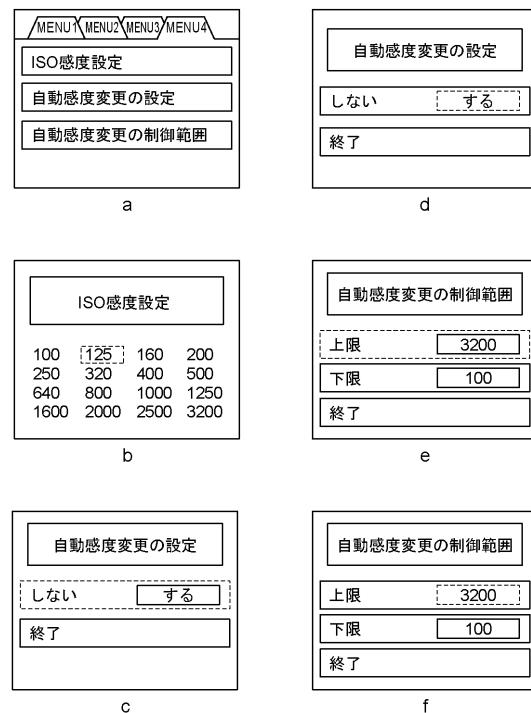 MENU1 MENU2 MENU3 MENU4
ISO感度設定
自動感度変更の設定
自動感度変更の制御範囲
a
自動感度変更の設定
しない する
終了
d
ISO感度設定
100 125 160 200
250 320 400 500
640 800 1000 1250
1600 2000 2500 3200
b
自動感度変更の制御範囲
上限 3200
下限 100
終了
e
自動感度変更の設定
しない する
終了
c
自動感度変更の制御範囲
上限 3200
下限 100
終了
f